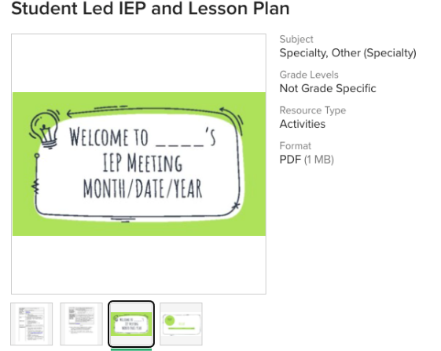 Student Led IEP and Lesson Plan
Subject
Specialty, Other (Specialty)
Grade Levels
Not Grade Specific
Resource Type
Activities
Format
PDF (1 MB)
WELCOME TO ____'S
IEP MEETING
MONTH/DATE/YEAR